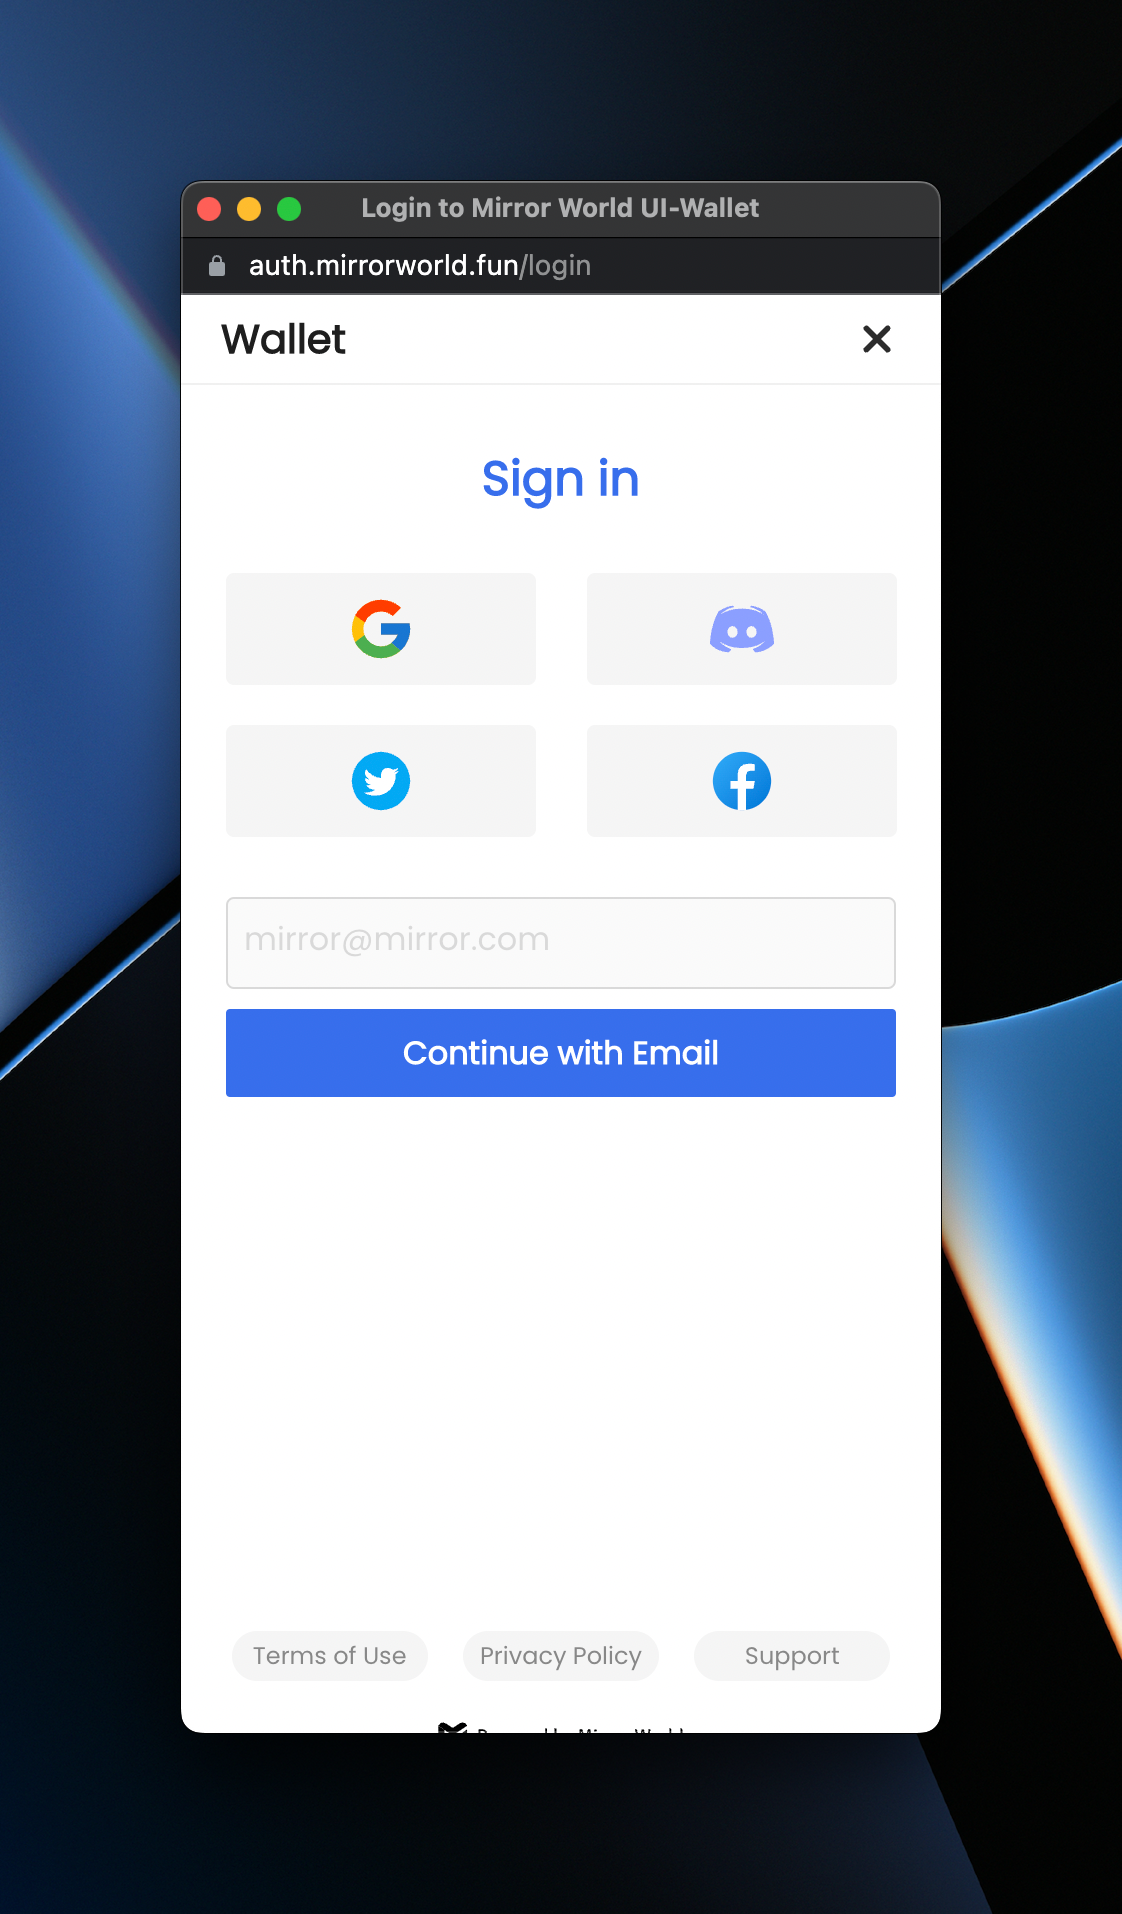 Login to Mirror World UI-Wallet
auth.mirrorworld.fun/login
Wallet
Sign in
mirror@mirror.com
Continue with Email
Terms of Use
Privacy Policy
Support